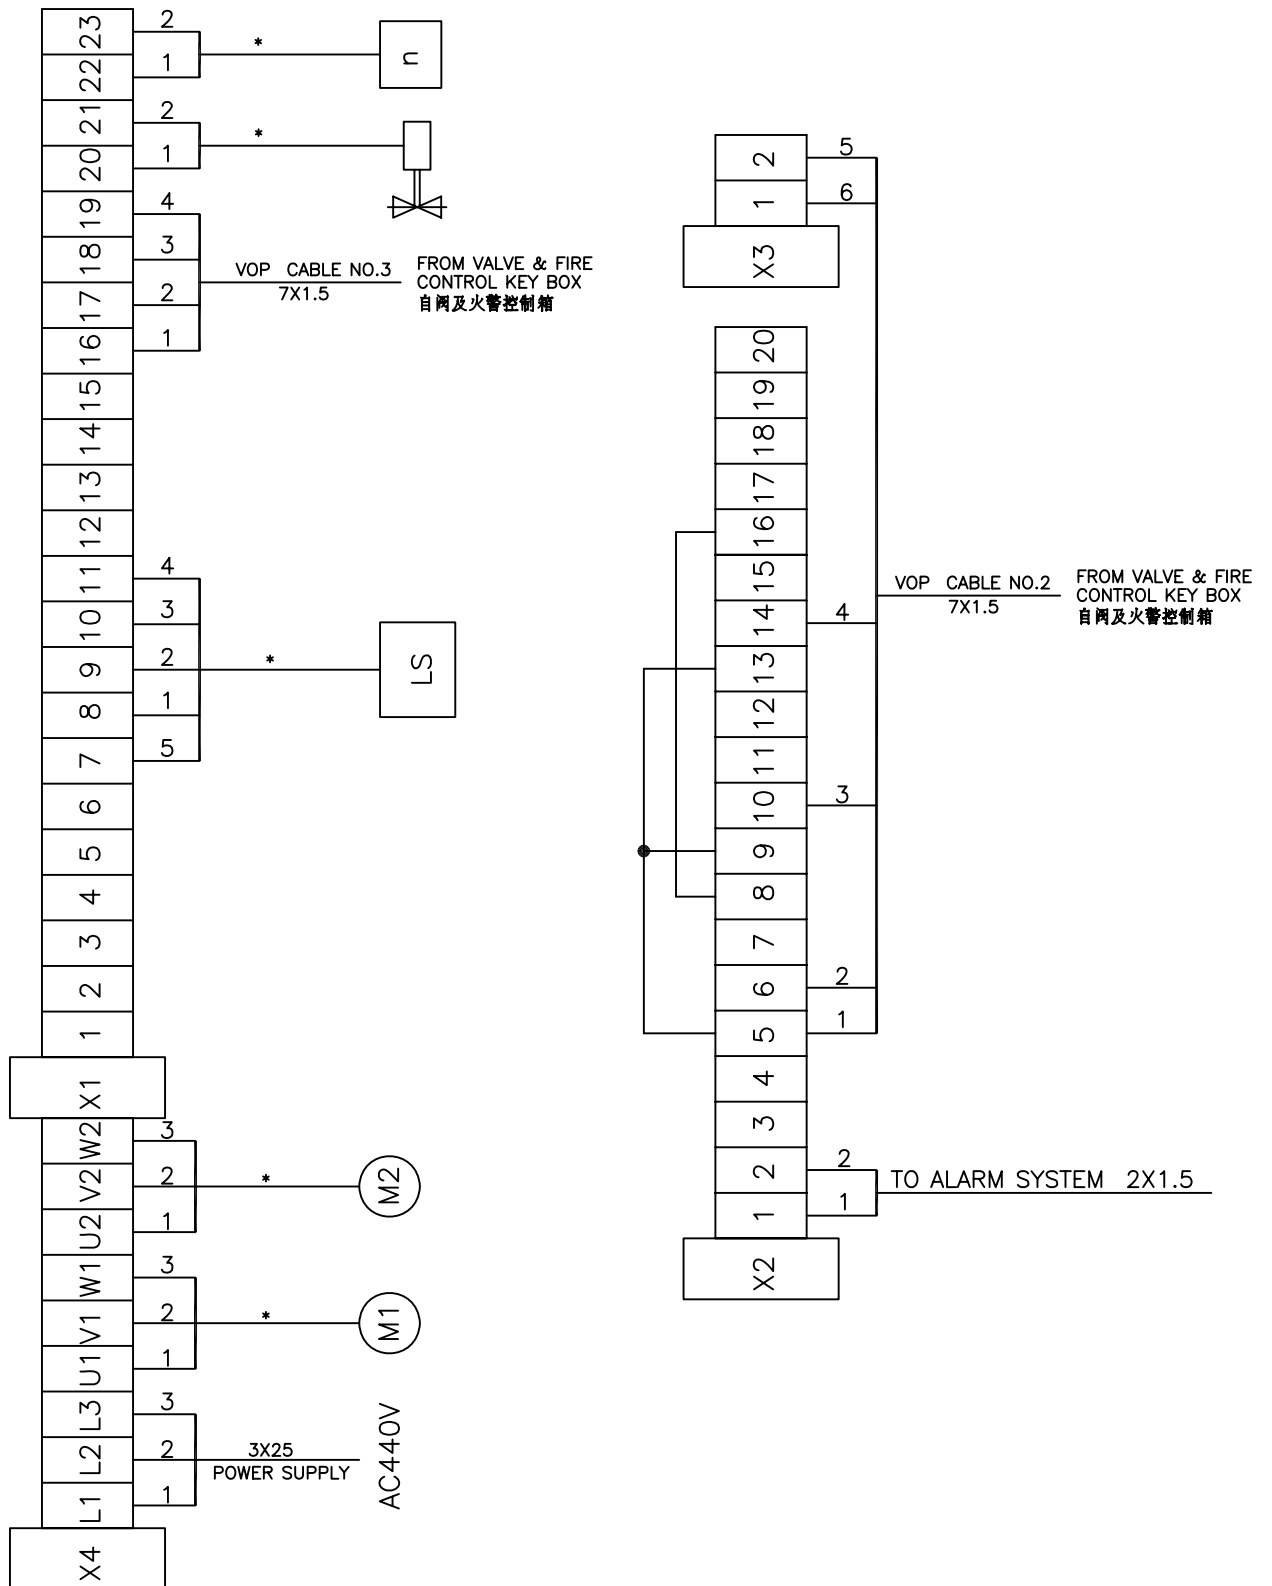 23
2
*
n
22
1
21
2
*
20
1
19
4
18
3
VOP CABLE NO.3
7X1.5
FROM VALVE & FIRE
CONTROL KEY BOX
自阀及火警控制箱
17
2
16
1
15
14
13
12
11
4
10
3
9
2
*
LS
8
1
7
5
6
5
4
3
2
1
X1
W2
3
V2
2
*
M2
U2
1
W1
3
V1
2
*
M1
U1
1
L3
3
L2
2
3X25
POWER SUPPLY
AC440V
L1
1
X4
2
5
1
6
X3
20
19
18
17
16
15
14
4
VOP CABLE NO.2
7X1.5
FROM VALVE & FIRE
CONTROL KEY BOX
自阀及火警控制箱
13
12
11
10
3
9
8
7
6
2
5
1
4
3
2
2
TO ALARM SYSTEM 2X1.5
1
1
X2